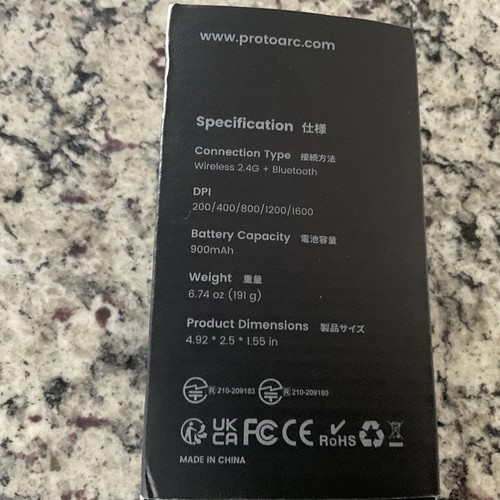 www.protoarc.com
Specification 仕様
Connection Type 接続方法
Wireless 2.4G + Bluetooth
DPI
200/400/800/1200/1600
Battery Capacity 電池容量
900mAh
Weight 重量
6.74 oz (191 g)
Product Dimensions 製品サイズ
4.92 * 2.5 * 1.55 in
R 210-209183 R 210-209180
UK CA FC CE RoHS
MADE IN CHINA